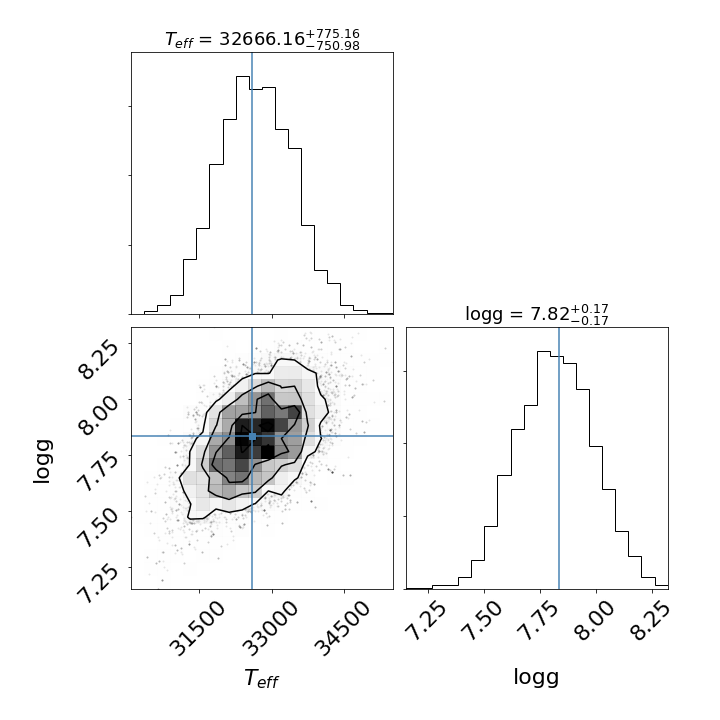 T_eff = 32666.16^{+775.16}_{-750.98}
logg = 7.82^{+0.17}_{-0.17}
8.25
8.00
7.75
7.50
7.25
logg
31500
33000
34500
T_eff
7.25
7.50
7.75
8.00
8.25
logg